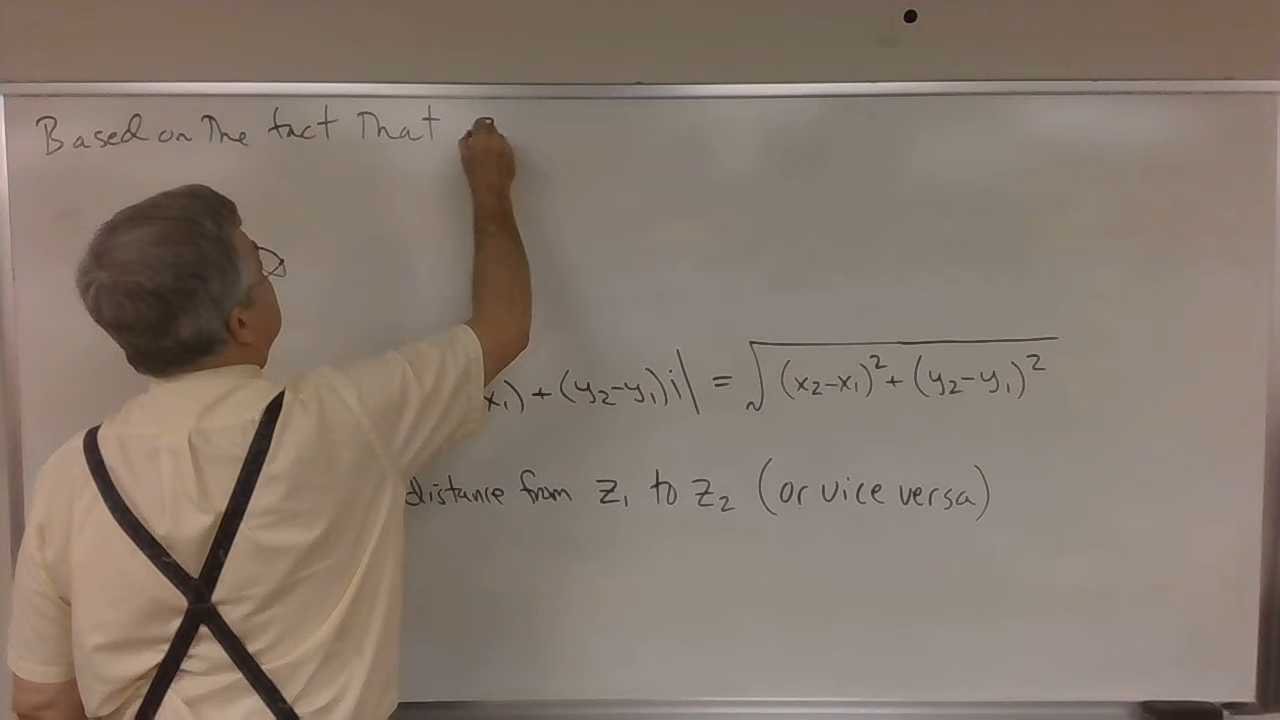 Based on The fact That
x₁) + (y₂-y₁)i| = √(x₂-x₁)² + (y₂-y₁)²
distance from z₁ to z₂ (or vice versa)